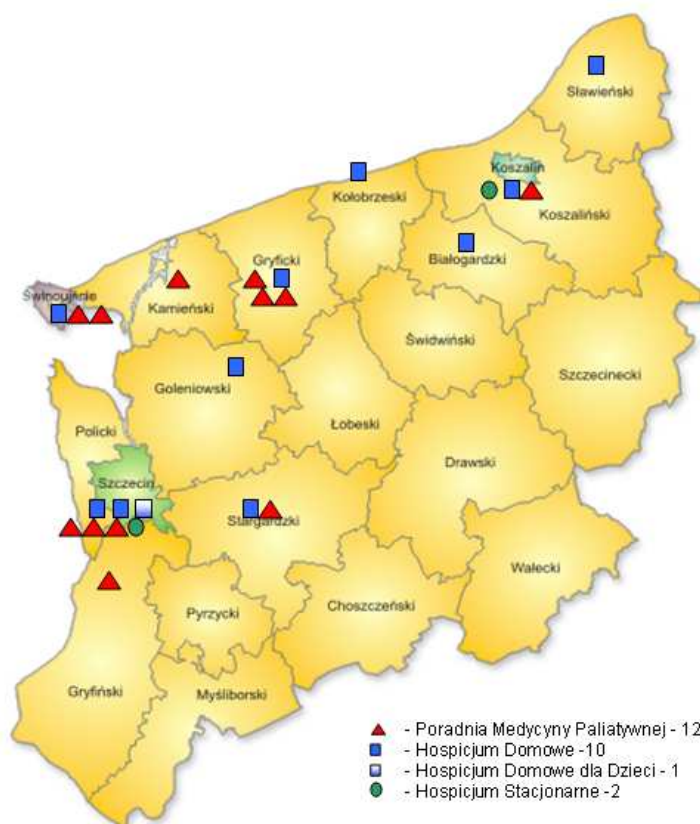 Sławieński
Koszalin
Koszaliński
Kołobrzeski
Białogardzki
Gryficki
Świnoujście
Kamieński
Świdwiński
Szczecinecki
Goleniowski
Łobeski
Policki
Drawski
Szczecin
Stargardzki
Wałecki
Choszczeński
Pyrzycki
Gryfiński
Myśliborski
- Poradnia Medycyny Paliatywnej - 12
- Hospicjum Domowe -10
- Hospicjum Domowe dla Dzieci - 1
- Hospicjum Stacjonarne -2